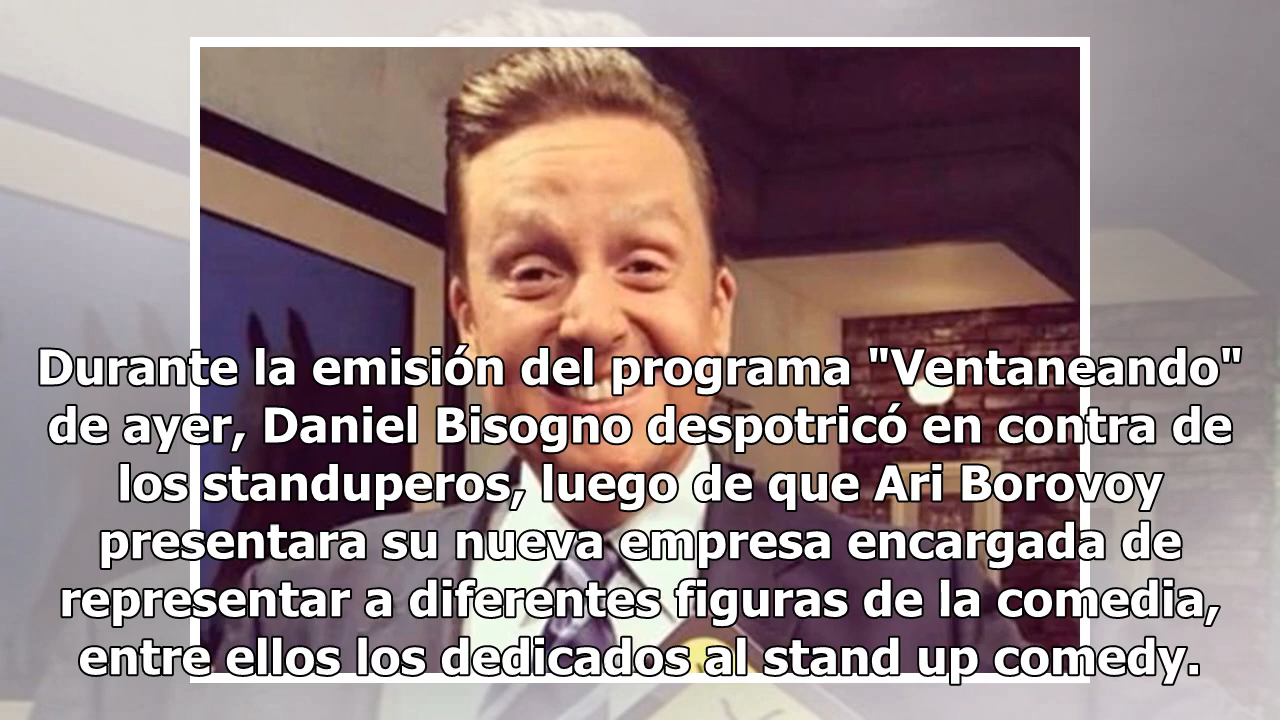 Durante la emisión del programa "Ventaneando"
de ayer, Daniel Bisogno despotricó en contra de
los standuperos, luego de que Ari Borovoy
presentara su nueva empresa encargada de
representar a diferentes figuras de la comedia,
entre ellos los dedicados al stand up comedy.